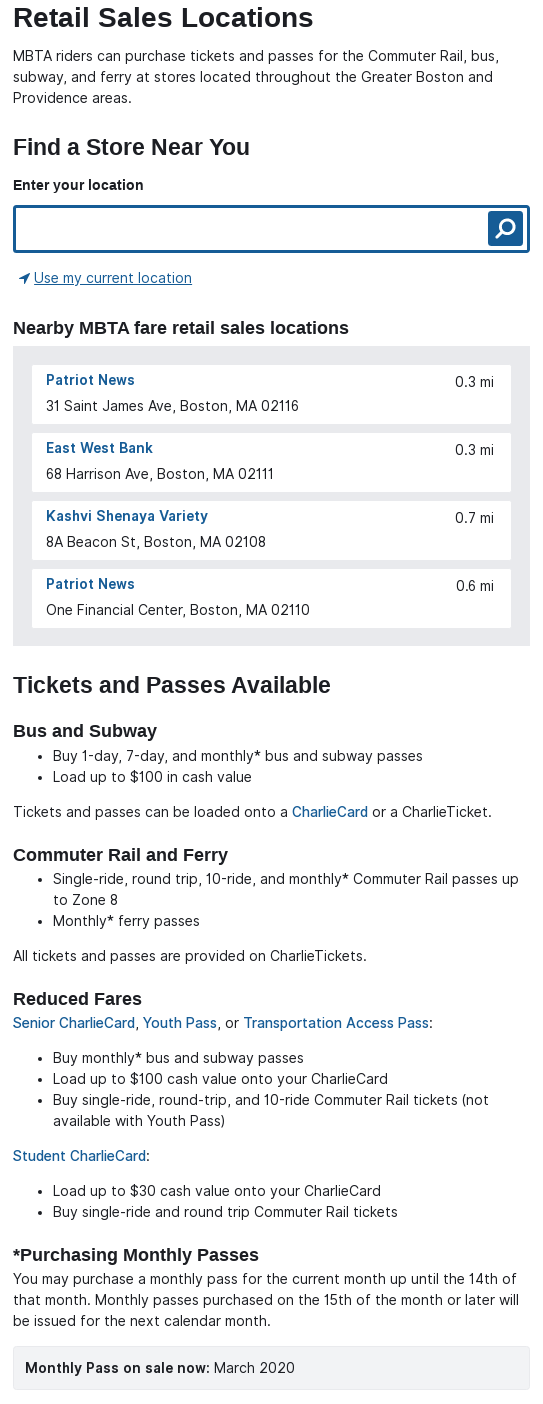 Retail Sales Locations
MBTA riders can purchase tickets and passes for the Commuter Rail, bus,
subway, and ferry at stores located throughout the Greater Boston and
Providence areas.
Find a Store Near You
Enter your location
Use my current location
Nearby MBTA fare retail sales locations
Patriot News 0.3 mi
31 Saint James Ave, Boston, MA 02116
East West Bank 0.3 mi
68 Harrison Ave, Boston, MA 02111
Kashvi Shenaya Variety 0.7 mi
8A Beacon St, Boston, MA 02108
Patriot News 0.6 mi
One Financial Center, Boston, MA 02110
Tickets and Passes Available
Bus and Subway
• Buy 1-day, 7-day, and monthly* bus and subway passes
• Load up to $100 in cash value
Tickets and passes can be loaded onto a CharlieCard or a CharlieTicket.
Commuter Rail and Ferry
• Single-ride, round trip, 10-ride, and monthly* Commuter Rail passes up
to Zone 8
• Monthly* ferry passes
All tickets and passes are provided on CharlieTickets.
Reduced Fares
Senior CharlieCard, Youth Pass, or Transportation Access Pass:
• Buy monthly* bus and subway passes
• Load up to $100 cash value onto your CharlieCard
• Buy single-ride, round-trip, and 10-ride Commuter Rail tickets (not
available with Youth Pass)
Student CharlieCard:
• Load up to $30 cash value onto your CharlieCard
• Buy single-ride and round trip Commuter Rail tickets
*Purchasing Monthly Passes
You may purchase a monthly pass for the current month up until the 14th of
that month. Monthly passes purchased on the 15th of the month or later will
be issued for the next calendar month.
Monthly Pass on sale now: March 2020